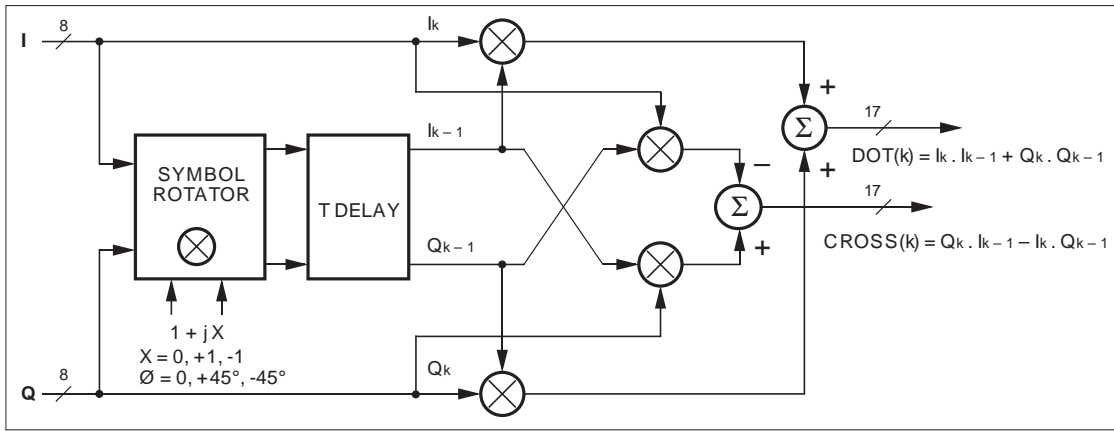 I
8
Ik
Ik–1
SYMBOL
ROTATOR
T DELAY
Qk–1
1 + jX
X = 0, +1, -1
Ø = 0, +45°, -45°
Q
8
Qk
+
Σ
+
17
DOT(k) = Ik . Ik–1 + Qk . Qk–1
–
Σ
+
17
CROSS(k) = Qk . Ik–1 – Ik . Qk–1